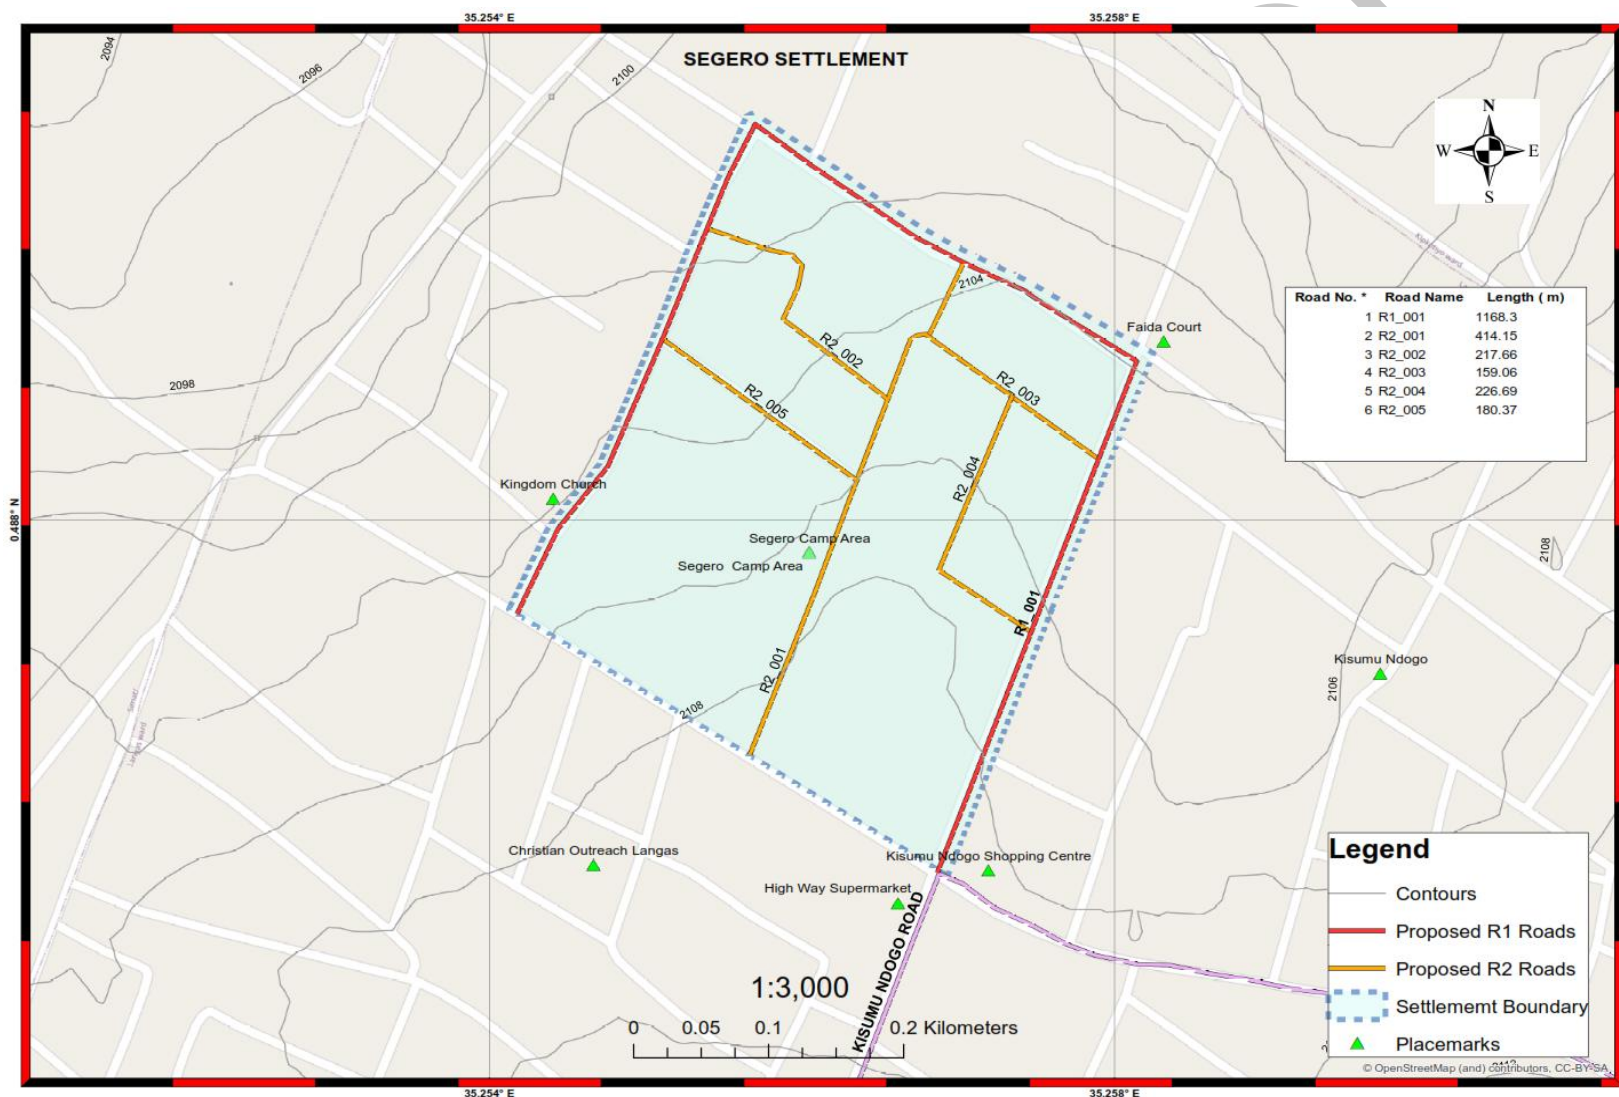 35.254° E
35.258° E
SEGERO SETTLEMENT
2094
2096
2100
N
W
E
S
2104
Road No. * Road Name Length ( m)
1 R1_001 1168.3
2 R2_001 414.15
3 R2_002 217.66
4 R2_003 159.06
5 R2_004 226.69
6 R2_005 180.37
Faida Court
R2_002
R2_003
2098
R2_005
R2_004
Kingdom Church
0.488° N
Segero Camp Area
Segero Camp Area
2108
R1_001
R2_001
Kisumu Ndogo
2106
2108
Christian Outreach Langas
Kisumu Ndogo Shopping Centre
High Way Supermarket
KISUMU NDOGO ROAD
1:3,000
0 0.05 0.1 0.2 Kilometers
Legend
Contours
Proposed R1 Roads
Proposed R2 Roads
Settlememt Boundary
Placemarks
© OpenStreetMap (and) contributors, CC-BY-SA
35.254° E
35.258° E